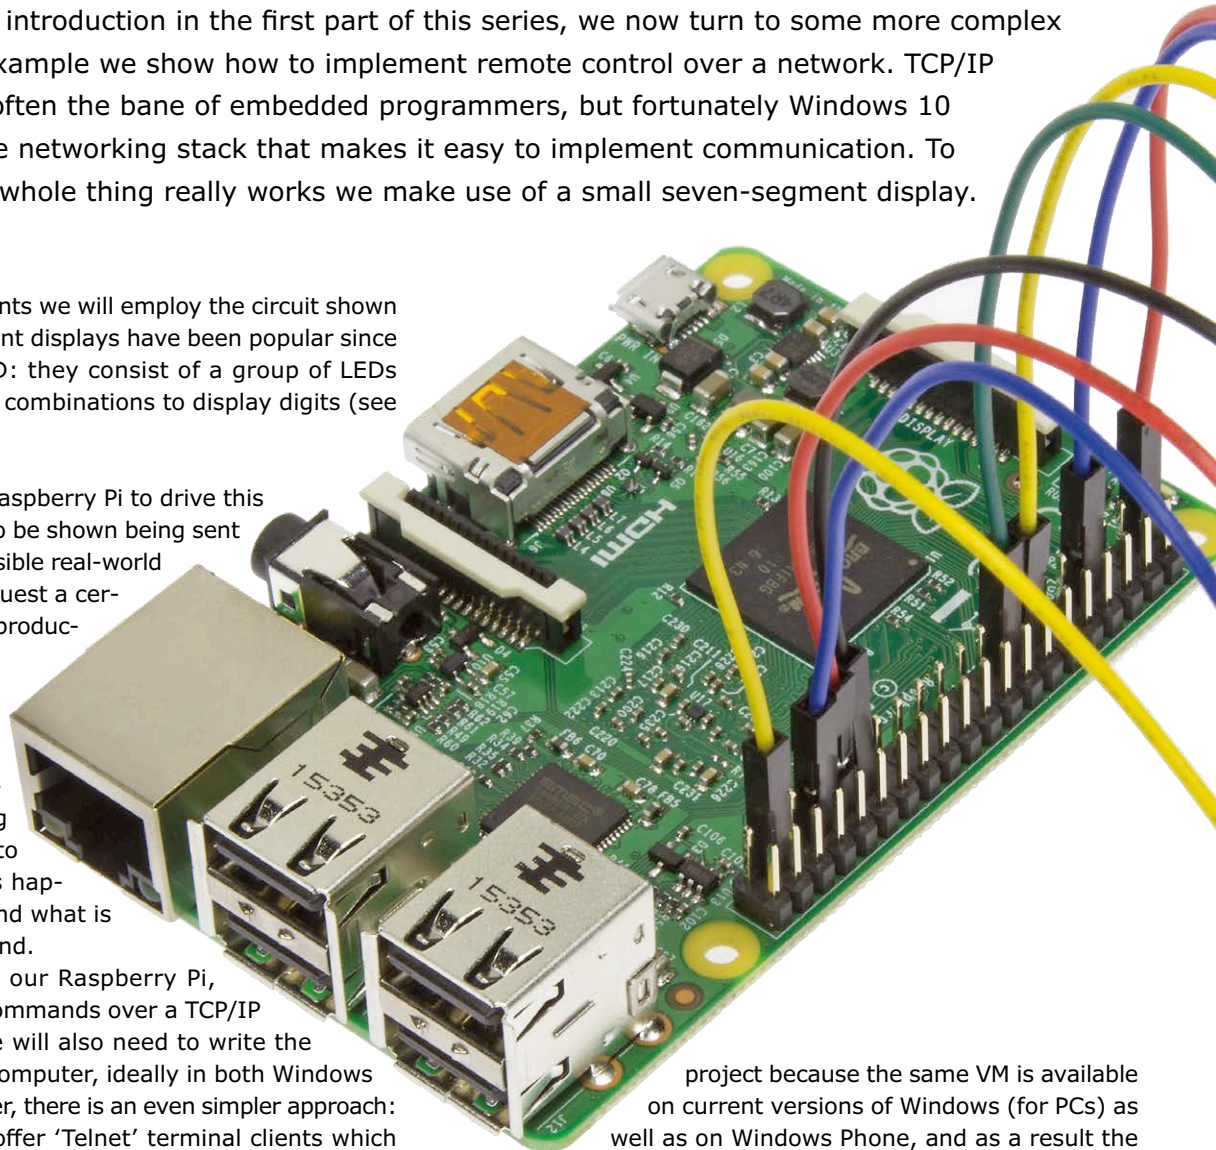 introduction in the first part of this series, we now turn to some more complex
xample we show how to implement remote control over a network. TCP/IP
often the bane of embedded programmers, but fortunately Windows 10
e networking stack that makes it easy to implement communication. To
whole thing really works we make use of a small seven-segment display.
nts we will employ the circuit shown
nt displays have been popular since
D: they consist of a group of LEDs
combinations to display digits (see
aspberry Pi to drive this
o be shown being sent
sible real-world
uest a cer-
produc-
g
to
s hap-
nd what is
nd.
our Raspberry Pi,
ommands over a TCP/IP
e will also need to write the
omputer, ideally in both Windows
er, there is an even simpler approach:
offer ‘Telnet’ terminal clients which
project because the same VM is available
on current versions of Windows (for PCs) as
well as on Windows Phone, and as a result the
PWR IN
HDMI
DISPLAY
15353
15353
J12